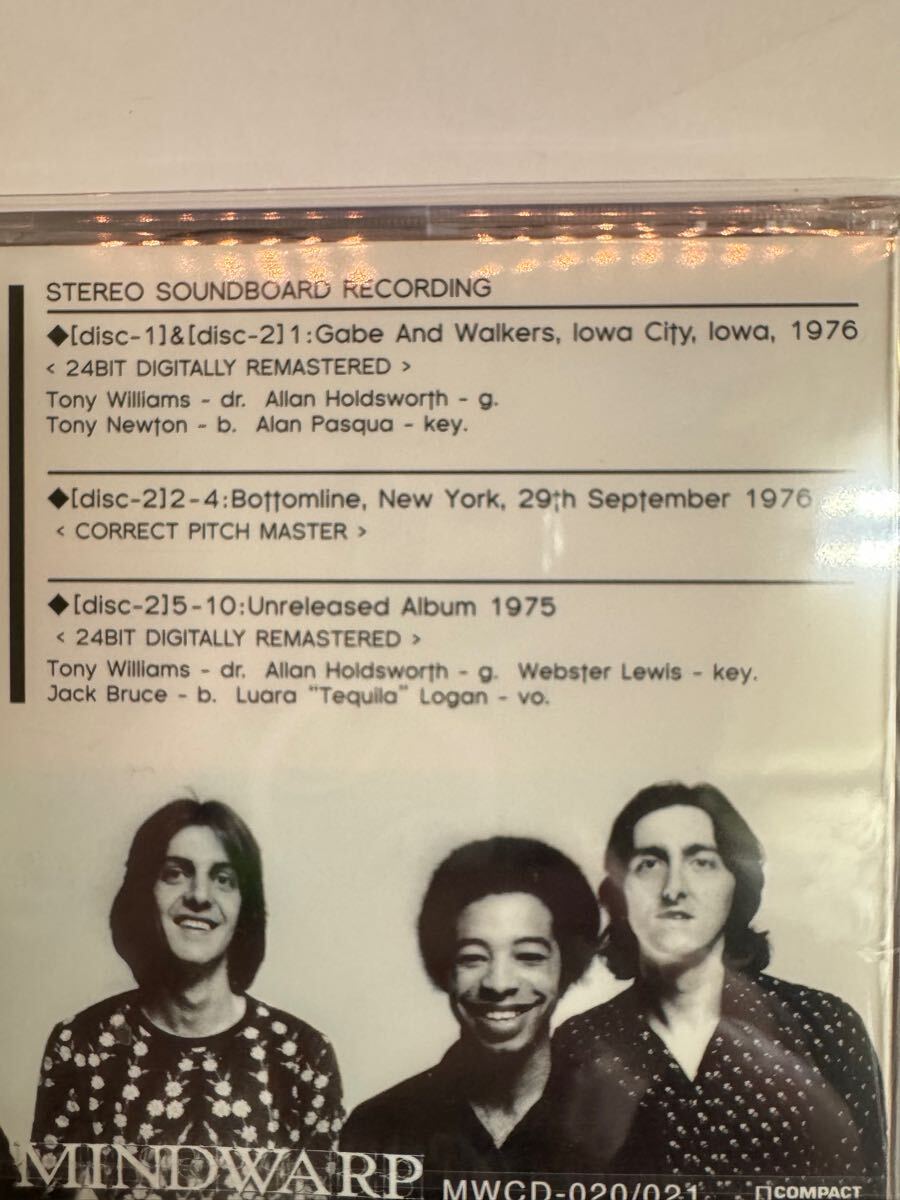 STEREO SOUNDBOARD RECORDING
◆[disc-1]&[disc-2]1:Gabe And Walkers, Iowa City, Iowa, 1976
< 24BIT DIGITALLY REMASTERED >
Tony Williams - dr. Allan Holdsworth - g.
Tony Newton - b. Alan Pasqua - key.
◆[disc-2]2-4:Bottomline, New York, 29th September 1976
< CORRECT PITCH MASTER >
◆[disc-2]5-10:Unreleased Album 1975
< 24BIT DIGITALLY REMASTERED >
Tony Williams - dr. Allan Holdsworth - g. Webster Lewis - key.
Jack Bruce - b. Luara "Tequila" Logan - vo.
MINDWARP
MWCD-020/021
COMPACT